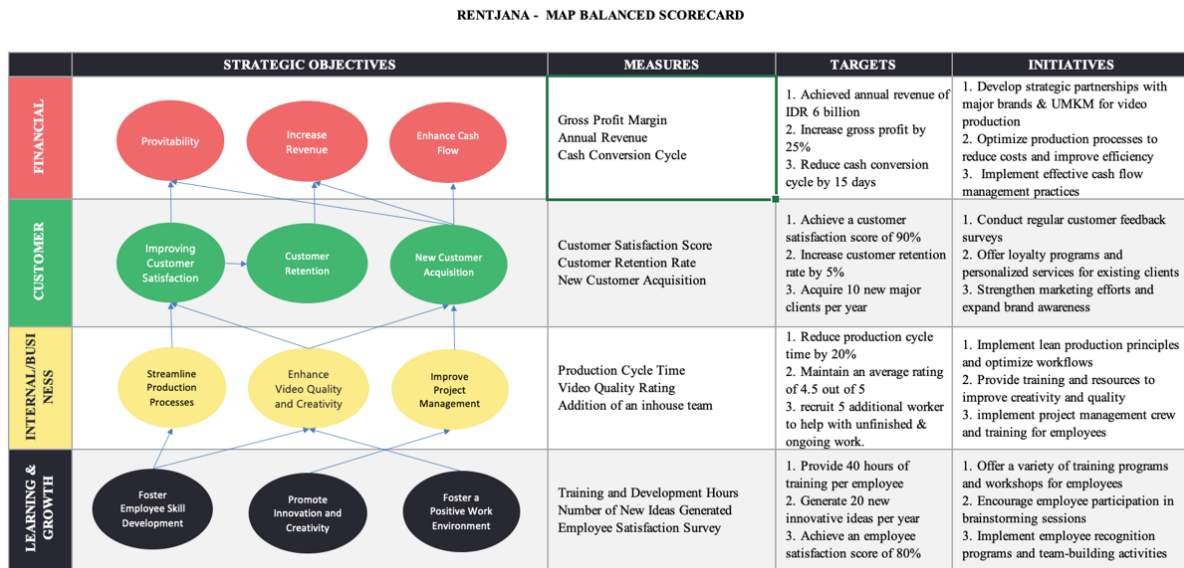 RENTJANA - MAP BALANCED SCORECARD
STRATEGIC OBJECTIVES
MEASURES
TARGETS
INITIATIVES
FINANCIAL
Provitability
Increase
Revenue
Enhance Cash
Flow
Gross Profit Margin
Annual Revenue
Cash Conversion Cycle
1. Achieved annual revenue of
IDR 6 billion
2. Increase gross profit by
25%
3. Reduce cash conversion
cycle by 15 days
1. Develop strategic partnerships with
major brands & UMKM for video
production
2. Optimize production processes to
reduce costs and improve efficiency
3. Implement effective cash flow
management practices
CUSTOMER
Improving
Customer
Satisfaction
Customer
Retention
New Customer
Acquisition
Customer Satisfaction Score
Customer Retention Rate
New Customer Acquisition
1. Achieve a customer
satisfaction score of 90%
2. Increase customer retention
rate by 5%
3. Acquire 10 new major
clients per year
1. Conduct regular customer feedback
surveys
2. Offer loyalty programs and
personalized services for existing clients
3. Strengthen marketing efforts and
expand brand awareness
INTERNAL/BUSI
NESS
Streamline
Production
Processes
Enhance
Video Quality
and Creativity
Improve
Project
Management
Production Cycle Time
Video Quality Rating
Addition of an inhouse team
1. Reduce production cycle
time by 20%
2. Maintain an average rating
of 4.5 out of 5
3. recruit 5 additional worker
to help with unfinished &
ongoing work.
1. Implement lean production principles
and optimize workflows
2. Provide training and resources to
improve creativity and quality
3. implement project management crew
and training for employees
LEARNING &
GROWTH
Foster
Employee Skill
Development
Promote
Innovation and
Creativity
Foster a
Positive Work
Environment
Training and Development Hours
Number of New Ideas Generated
Employee Satisfaction Survey
1. Provide 40 hours of
training per employee
2. Generate 20 new
innovative ideas per year
3. Achieve an employee
satisfaction score of 80%
1. Offer a variety of training programs
and workshops for employees
2. Encourage employee participation in
brainstorming sessions
3. Implement employee recognition
programs and team-building activities